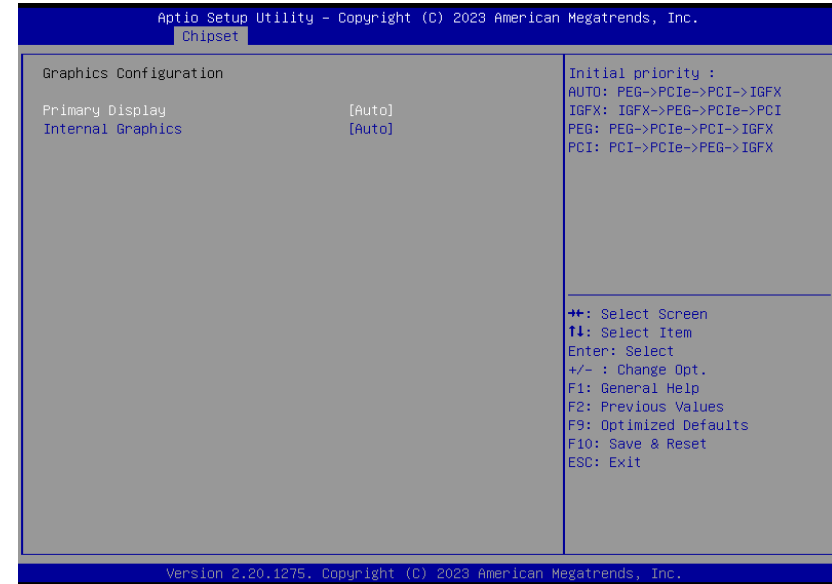 Aptio Setup Utility – Copyright (C) 2023 American Megatrends, Inc.
Chipset
Graphics Configuration
Primary Display [Auto]
Internal Graphics [Auto]
Initial priority :
AUTO: PEG->PCIe->PCI->IGFX
IGFX: IGFX->PEG->PCIe->PCI
PEG: PEG->PCIe->PCI->IGFX
PCI: PCI->PCIe->PEG->IGFX
→←: Select Screen
↑↓: Select Item
Enter: Select
+/- : Change Opt.
F1: General Help
F2: Previous Values
F9: Optimized Defaults
F10: Save & Reset
ESC: Exit
Version 2.20.1275. Copyright (C) 2023 American Megatrends, Inc.